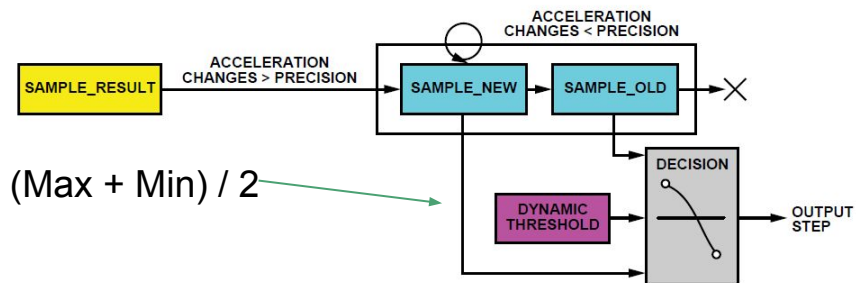 ACCELERATION
CHANGES < PRECISION
ACCELERATION
CHANGES > PRECISION
SAMPLE_RESULT
SAMPLE_NEW
SAMPLE_OLD
(Max + Min) / 2
DECISION
DYNAMIC
THRESHOLD
OUTPUT
STEP